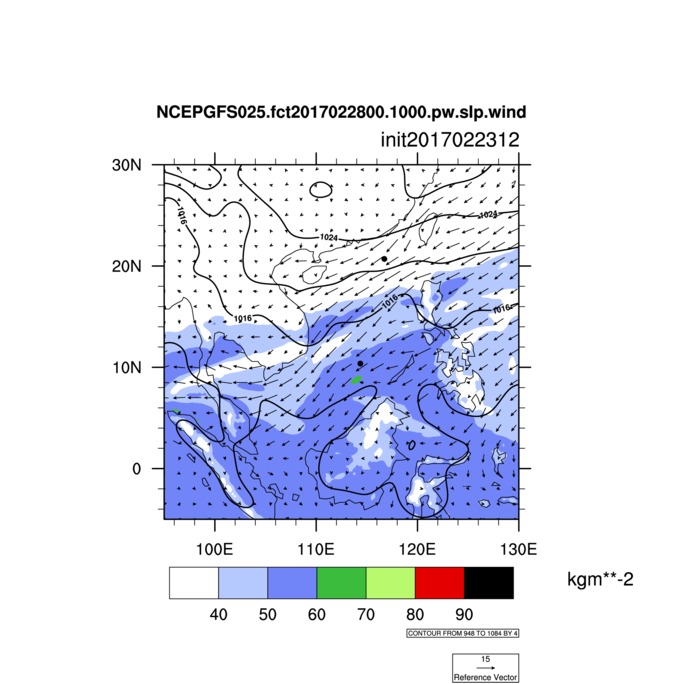 NCEPGFS025.fct2017022800.1000.pw.slp.wind
init2017022312
30N
1016
1024
1024
20N
1016
1016
1016
10N
0
100E 110E 120E 130E
kgm**-2
40 50 60 70 80 90
CONTOUR FROM 948 TO 1084 BY 4
15
Reference Vector